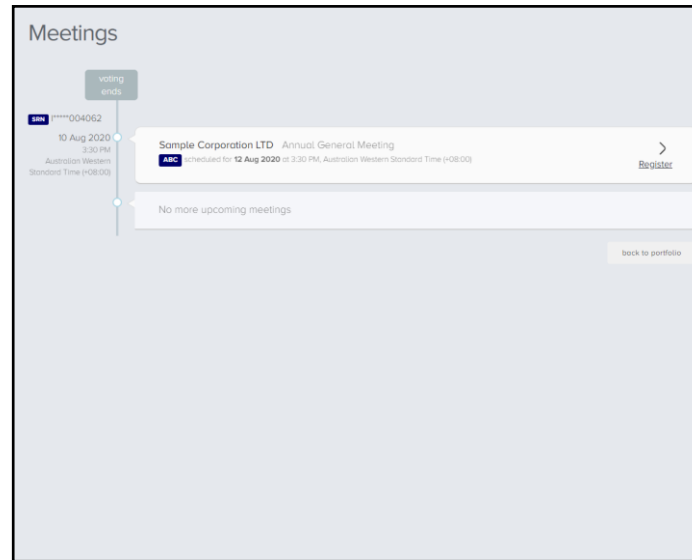 Meetings
voting
ends
SRN I*****004062
10 Aug 2020
3:30 PM
Australian Western
Standard Time (+08:00)
Sample Corporation LTD Annual General Meeting
ABC scheduled for 12 Aug 2020 at 3:30 PM, Australian Western Standard Time (+08:00)
Register
No more upcoming meetings
back to portfolio